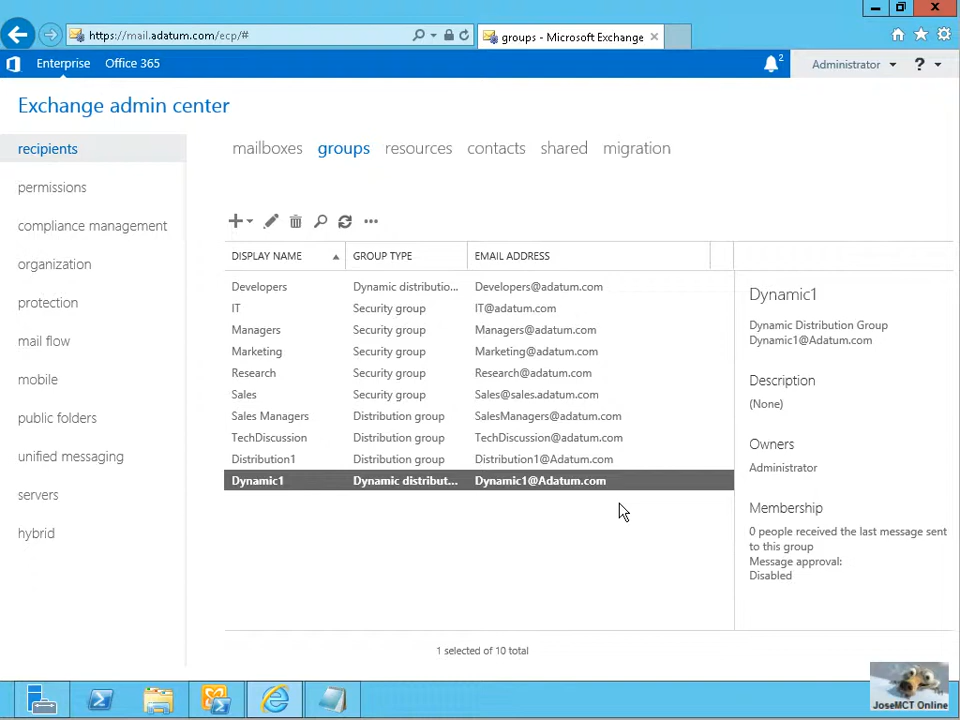 https://mail.adatum.com/ecp/#
groups - Microsoft Exchange
Enterprise Office 365
2
Administrator ?
Exchange admin center
recipients
permissions
compliance management
organization
protection
mail flow
mobile
public folders
unified messaging
servers
hybrid
mailboxes groups resources contacts shared migration
DISPLAY NAME GROUP TYPE EMAIL ADDRESS
Developers Dynamic distributio... Developers@adatum.com
IT Security group IT@adatum.com
Managers Security group Managers@adatum.com
Marketing Security group Marketing@adatum.com
Research Security group Research@adatum.com
Sales Security group Sales@sales.adatum.com
Sales Managers Distribution group SalesManagers@adatum.com
TechDiscussion Distribution group TechDiscussion@adatum.com
Distribution1 Distribution group Distribution1@Adatum.com
Dynamic1 Dynamic distribut... Dynamic1@Adatum.com
1 selected of 10 total
Dynamic1
Dynamic Distribution Group
Dynamic1@Adatum.com
Description
(None)
Owners
Administrator
Membership
0 people received the last message sent
to this group
Message approval:
Disabled
JoseMCT Online